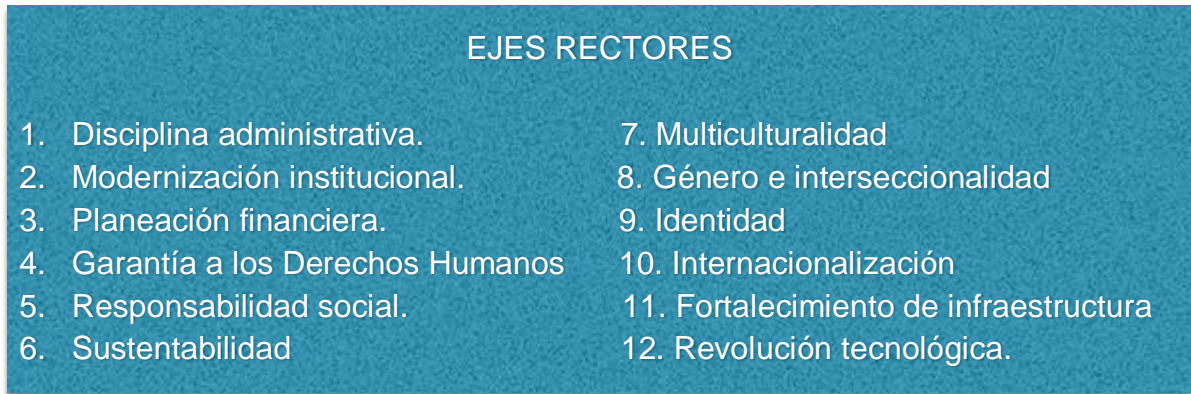 EJES RECTORES
1. Disciplina administrativa.
2. Modernización institucional.
3. Planeación financiera.
4. Garantía a los Derechos Humanos
5. Responsabilidad social.
6. Sustentabilidad
7. Multiculturalidad
8. Género e interseccionalidad
9. Identidad
10. Internacionalización
11. Fortalecimiento de infraestructura
12. Revolución tecnológica.